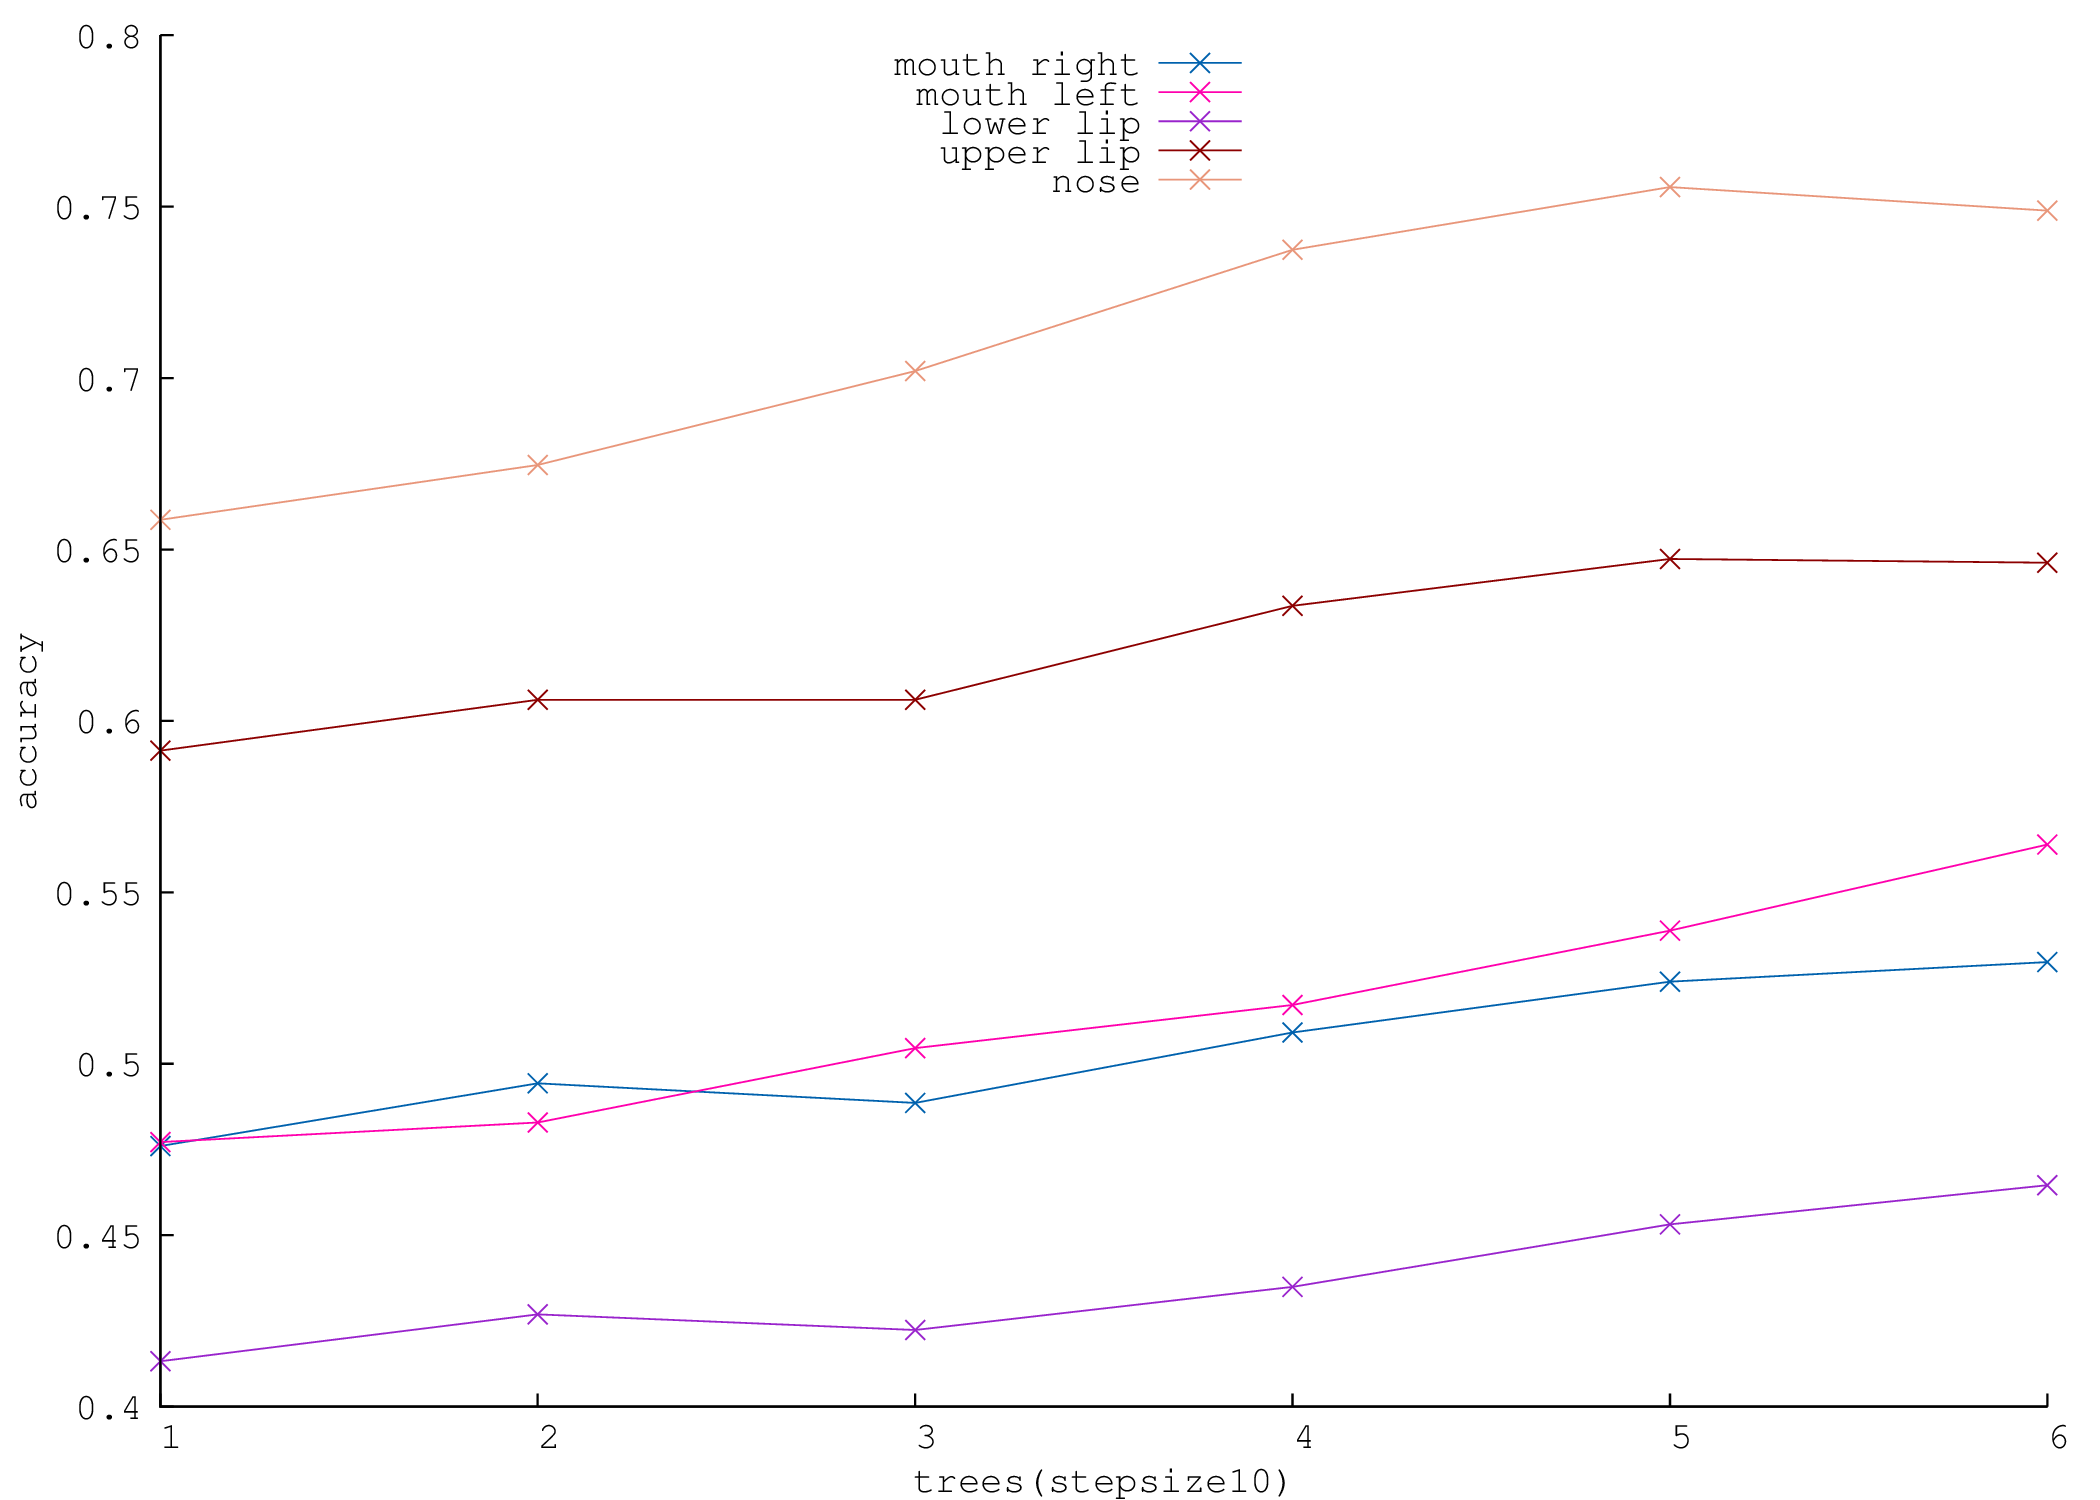 0.8
0.75
0.7
0.65
0.6
0.55
0.5
0.45
0.4
accuracy
mouth right
mouth left
lower lip
upper lip
nose
1 2 3 4 5 6
trees(stepsize10)